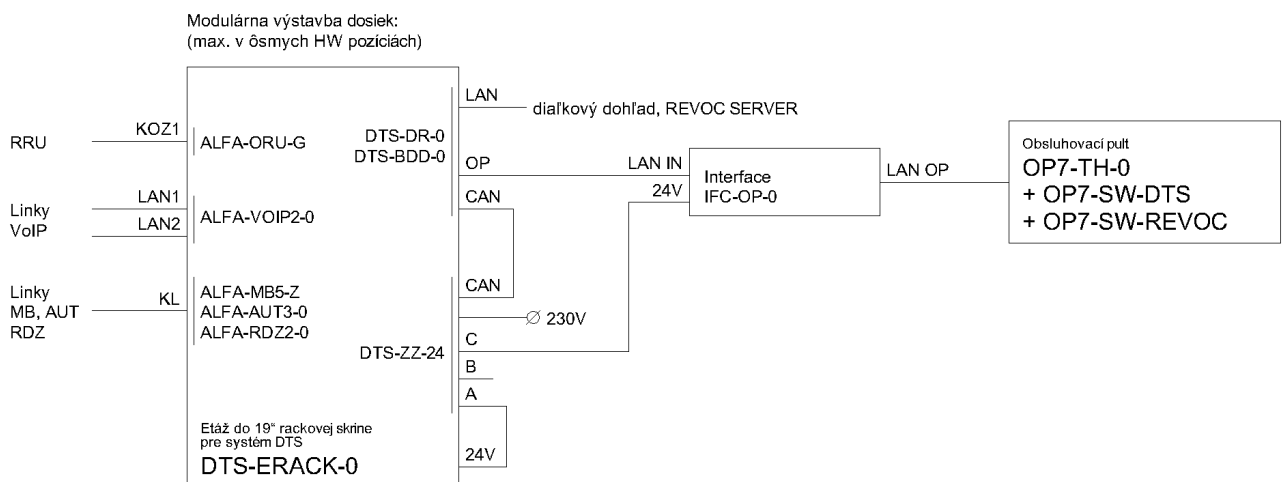 Modulárna výstavba dosiek:
(max. v ôsmych HW pozíciách)
RRU
KOZ1
ALFA-ORU-G
Linky
VoIP
LAN1
LAN2
ALFA-VOIP2-0
Linky
MB, AUT
RDZ
KL
ALFA-MB5-Z
ALFA-AUT3-0
ALFA-RDZ2-0
DTS-DR-0
DTS-BDD-0
LAN
diaľkový dohľad, REVOC SERVER
OP
CAN
CAN
230V
DTS-ZZ-24
C
B
A
24V
Etáž do 19“ rackovej skrine
pre systém DTS
DTS-ERACK-0
LAN IN
24V
Interface
IFC-OP-0
LAN OP
Obsluhovací pult
OP7-TH-0
+ OP7-SW-DTS
+ OP7-SW-REVOC